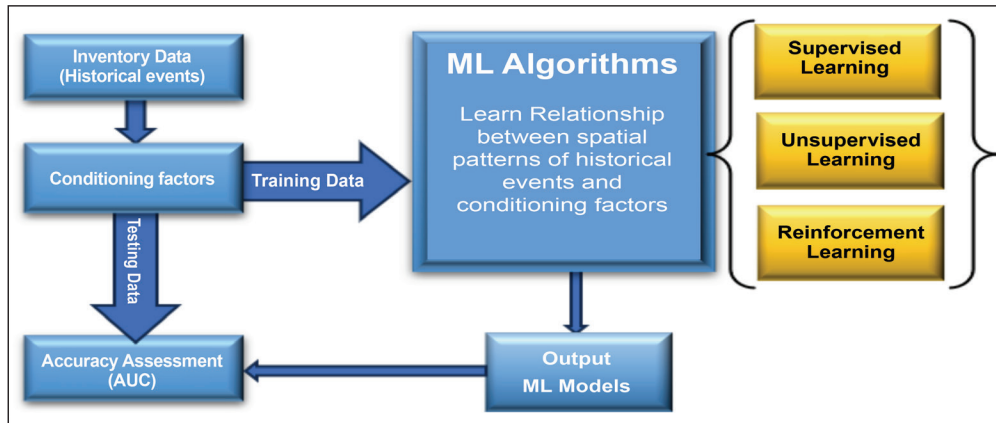 Inventory Data
(Historical events)
Conditioning factors
Training Data
Testing Data
Accuracy Assessment
(AUC)
ML Algorithms
Learn Relationship
between spatial
patterns of historical
events and
conditioning factors
Output
ML Models
Supervised
Learning
Unsupervised
Learning
Reinforcement
Learning